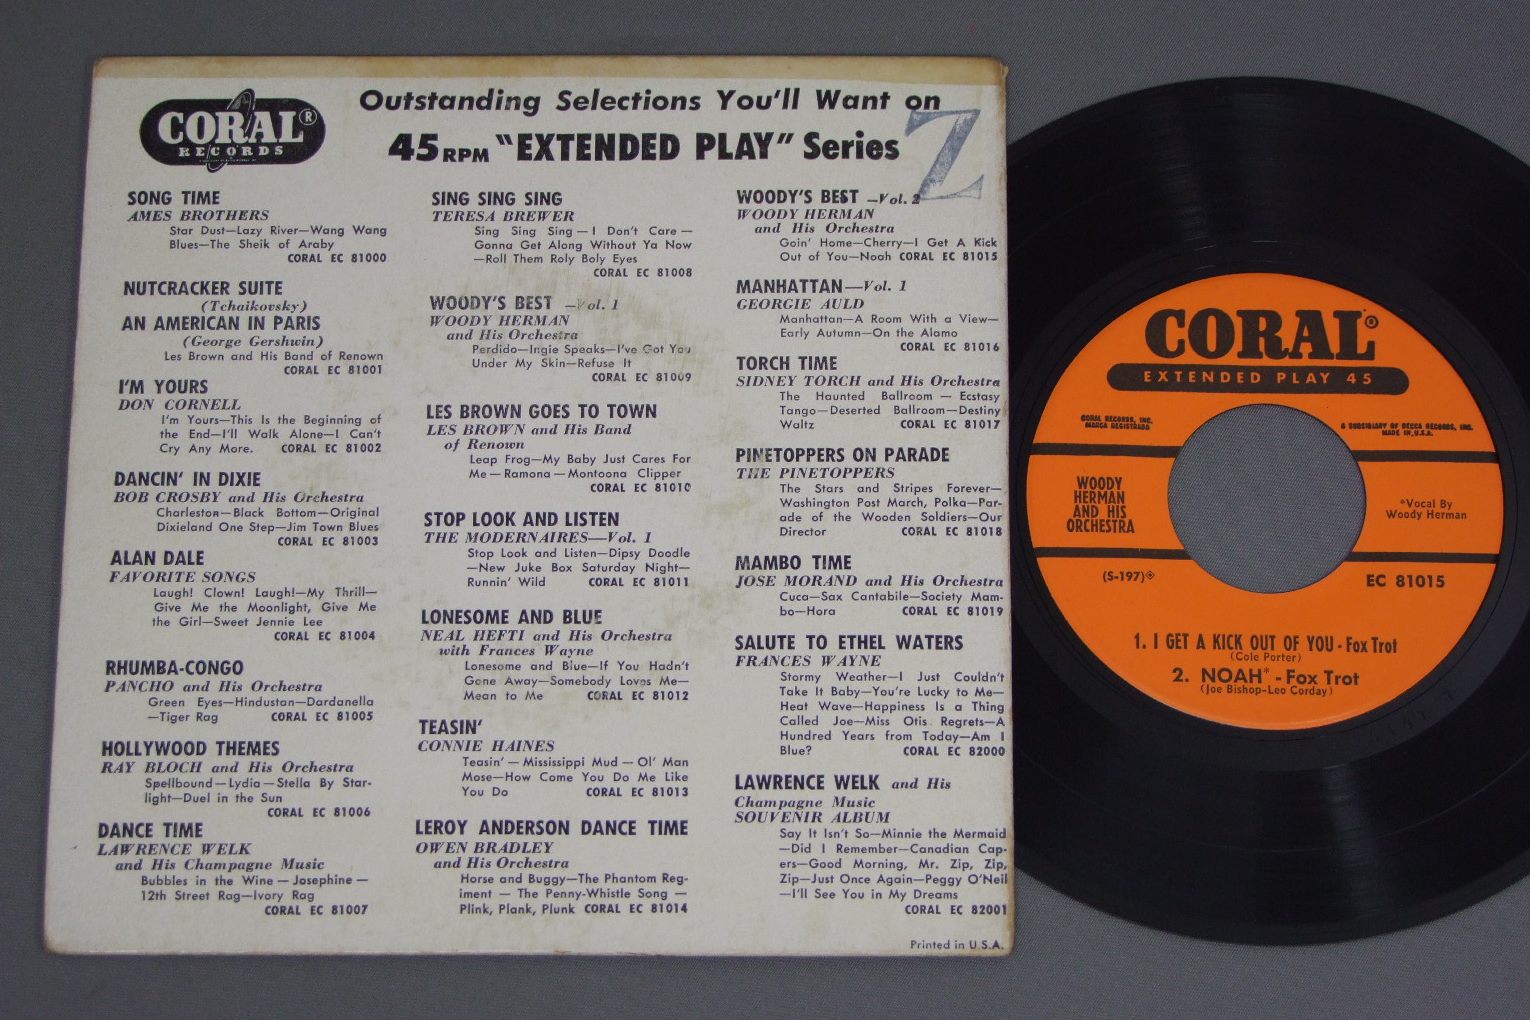 CORAL®
RECORDS
Outstanding Selections You'll Want on
45 RPM "EXTENDED PLAY" Series
Z
SONG TIME
AMES BROTHERS
Star Dust—Lazy River—Wang Wang
Blues—The Sheik of Araby
CORAL EC 81000
NUTCRACKER SUITE
(Tchaikovsky)
AN AMERICAN IN PARIS
(George Gershwin)
Les Brown and His Band of Renown
CORAL EC 81001
I'M YOURS
DON CORNELL
I'm Yours—This Is the Beginning of
the End—I'll Walk Alone—I Can't
Cry Any More. CORAL EC 81002
DANCIN' IN DIXIE
BOB CROSBY and His Orchestra
Charleston—Black Bottom—Original
Dixieland One Step—Jim Town Blues
CORAL EC 81003
ALAN DALE
FAVORITE SONGS
Laugh! Clown! Laugh!—My Thrill—
Give Me the Moonlight, Give Me
the Girl—Sweet Jennie Lee
CORAL EC 81004
RHUMBA-CONGO
PANCHO and His Orchestra
Green Eyes—Hindustan—Dardanella
—Tiger Rag CORAL EC 81005
HOLLYWOOD THEMES
RAY BLOCH and His Orchestra
Spellbound—Lydia—Stella By Star-
light—Duel in the Sun
CORAL EC 81006
DANCE TIME
LAWRENCE WELK
and His Champagne Music
Bubbles in the Wine—Josephine—
12th Street Rag—Ivory Rag
CORAL EC 81007
SING SING SING
TERESA BREWER
Sing Sing Sing—I Don't Care—
Gonna Get Along Without Ya Now
—Roll Them Roly Boly Eyes
CORAL EC 81008
WOODY'S BEST —Vol. 1
WOODY HERMAN
and His Orchestra
Perdido—Ingie Speaks—I've Got You
Under My Skin—Refuse It
CORAL EC 81009
LES BROWN GOES TO TOWN
LES BROWN and His Band
of Renown
Leap Frog—My Baby Just Cares For
Me—Ramona—Montoona Clipper
CORAL EC 81010
STOP LOOK AND LISTEN
THE MODERNAIRES—Vol. 1
Stop Look and Listen—Dipsy Doodle
—New Juke Box Saturday Night—
Runnin' Wild CORAL EC 81011
LONESOME AND BLUE
NEAL HEFTI and His Orchestra
with Frances Wayne
Lonesome and Blue—If You Hadn't
Gone Away—Somebody Loves Me—
Mean to Me CORAL EC 81012
TEASIN'
CONNIE HAINES
Teasin'—Mississippi Mud—Ol' Man
Mose—How Come You Do Me Like
You Do CORAL EC 81013
LEROY ANDERSON DANCE TIME
OWEN BRADLEY
and His Orchestra
Horse and Buggy—The Phantom Reg-
iment — The Penny-Whistle Song —
Plink, Plank, Plunk CORAL EC 81014
WOODY'S BEST —Vol. 2
WOODY HERMAN
and His Orchestra
Goin' Home—Cherry—I Get A Kick
Out of You—Noah CORAL EC 81015
MANHATTAN—Vol. 1
GEORGIE AULD
Manhattan—A Room With a View—
Early Autumn—On the Alamo
CORAL EC 81016
TORCH TIME
SIDNEY TORCH and His Orchestra
The Haunted Ballroom — Ecstasy
Tango—Deserted Ballroom—Destiny
Waltz CORAL EC 81017
PINETOPPERS ON PARADE
THE PINETOPPERS
The Stars and Stripes Forever—
Washington Post March, Polka—Par-
ade of the Wooden Soldiers—Our
Director CORAL EC 81018
MAMBO TIME
JOSE MORAND and His Orchestra
Cuca—Sax Cantabile—Society Mam-
bo—Hora CORAL EC 81019
SALUTE TO ETHEL WATERS
FRANCES WAYNE
Stormy Weather—I Just Couldn't
Take It Baby—You're Lucky to Me—
Heat Wave—Happiness Is a Thing
Called Joe—Miss Otis Regrets—A
Hundred Years from Today—Am I
Blue? CORAL EC 82000
LAWRENCE WELK and His
Champagne Music
SOUVENIR ALBUM
Say It Isn't So—Minnie the Mermaid
—Did I Remember—Canadian Cap-
ers—Good Morning, Mr. Zip, Zip,
Zip—Just Once Again—Peggy O'Neil
—I'll See You in My Dreams
CORAL EC 82001
Printed in U.S.A.
CORAL®
EXTENDED PLAY 45
CORAL RECORDS, INC.
MARCA REGISTRADA
A SUBSIDIARY OF DECCA RECORDS, INC.
MADE IN U.S.A.
WOODY
HERMAN
AND HIS
ORCHESTRA
*Vocal By
Woody Herman
(S-197)
EC 81015
1. I GET A KICK OUT OF YOU - Fox Trot
(Cole Porter)
2. NOAH* - Fox Trot
(Joe Bishop-Leo Corday)